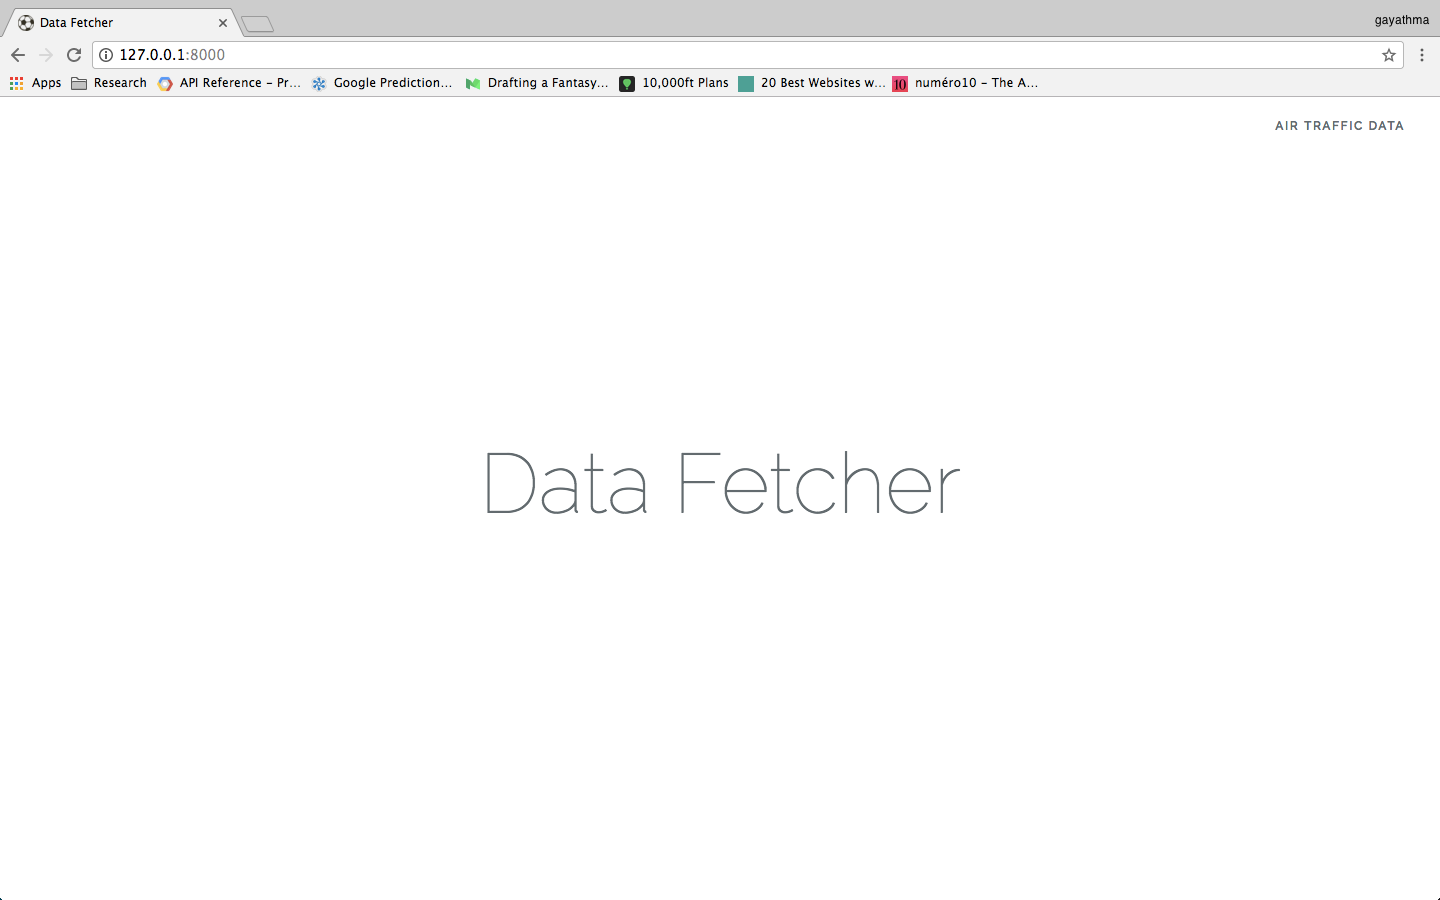 Data Fetcher
gayathma
127.0.0.1:8000
Apps Research API Reference – Pr... Google Prediction... Drafting a Fantasy... 10,000ft Plans 20 Best Websites w... 10 numéro10 – The A...
AIR TRAFFIC DATA
Data Fetcher